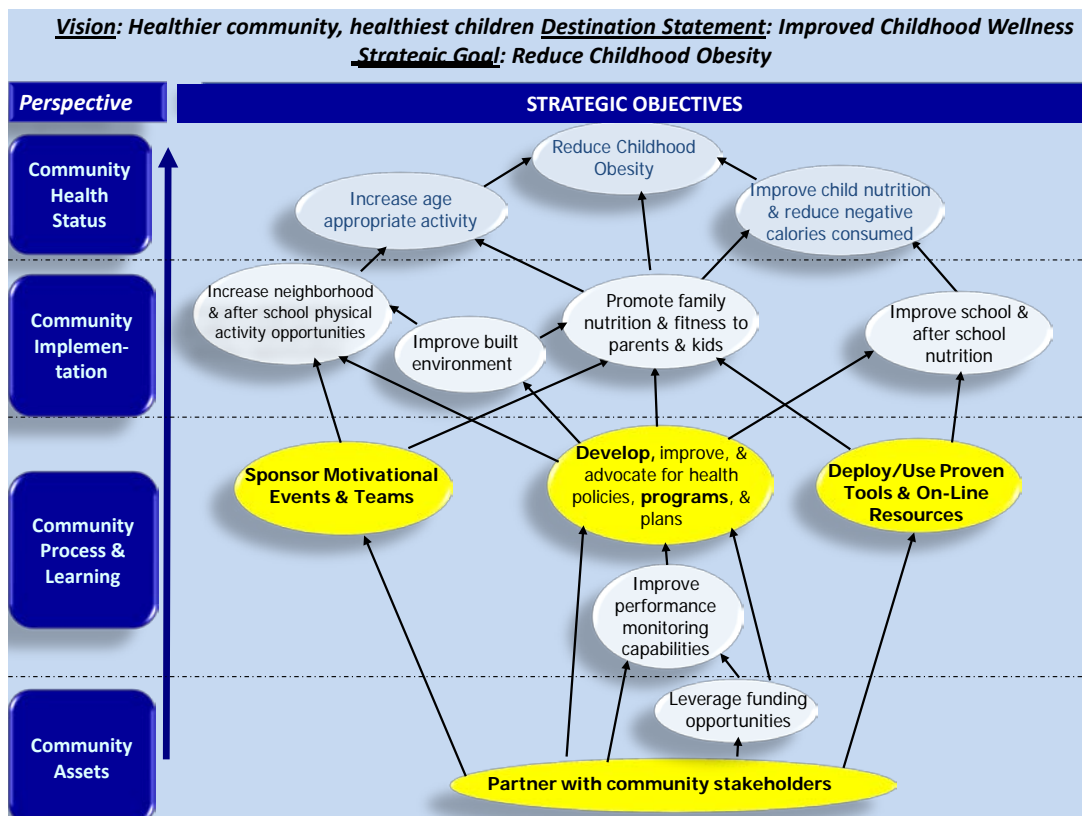 Vision: Healthier community, healthiest children Destination Statement: Improved Childhood Wellness
Strategic Goal: Reduce Childhood Obesity
Perspective
STRATEGIC OBJECTIVES
Community
Health
Status
Reduce Childhood
Obesity
Increase age
appropriate activity
Improve child nutrition
& reduce negative
calories consumed
Community
Implemen-
tation
Increase neighborhood
& after school physical
activity opportunities
Improve built
environment
Promote family
nutrition & fitness to
parents & kids
Improve school &
after school
nutrition
Community
Process &
Learning
Sponsor Motivational
Events & Teams
Develop, improve, &
advocate for health
policies, programs, &
plans
Deploy/Use Proven
Tools & On-Line
Resources
Improve
performance
monitoring
capabilities
Community
Assets
Leverage funding
opportunities
Partner with community stakeholders